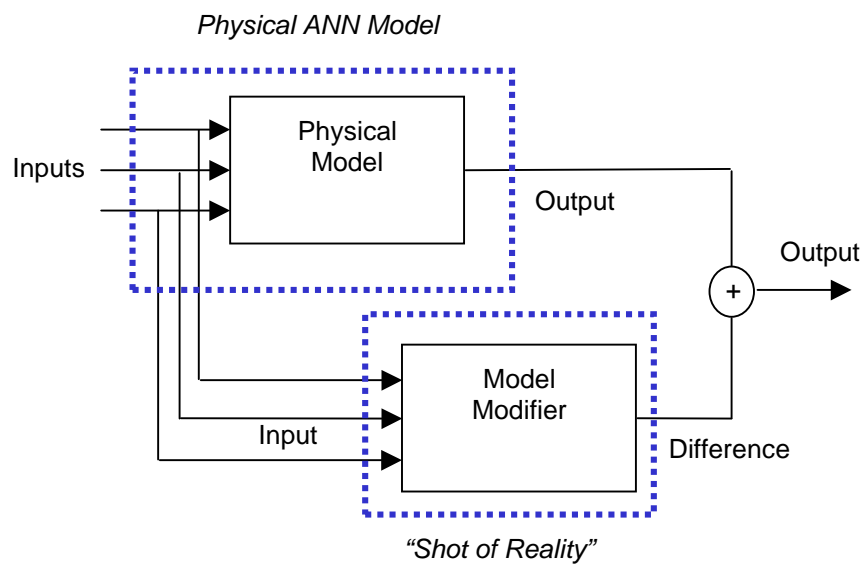 Physical ANN Model
Physical
Model
Inputs
Output
Output
+
Model
Modifier
Input
Difference
“Shot of Reality”